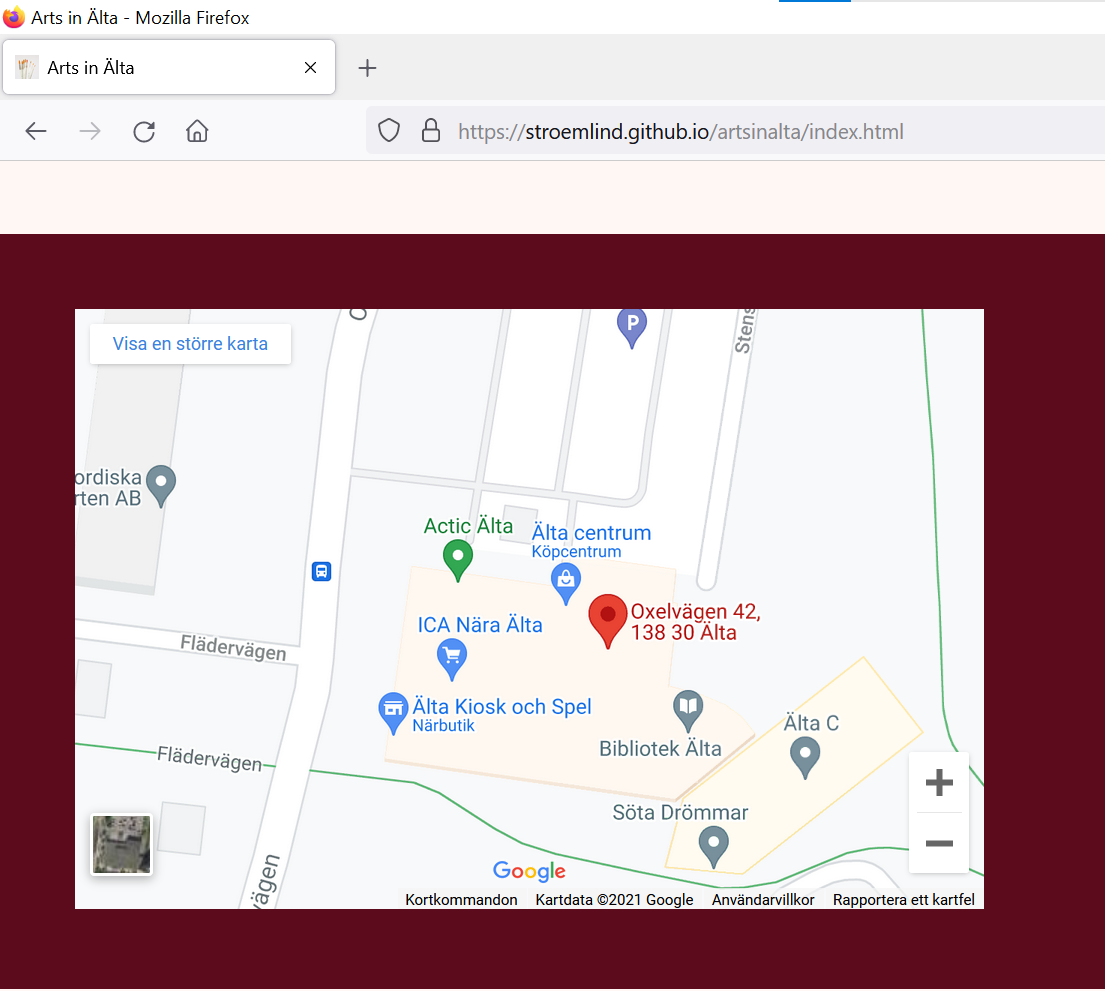 Arts in Älta - Mozilla Firefox
Arts in Älta
https://stroemlind.github.io/artsinalta/index.html
Visa en större karta
P
Stens
ordiska
rten AB
Actic Älta
Älta centrum
Köpcentrum
Oxelvägen 42,
138 30 Älta
ICA Nära Älta
Flädervägen
Älta Kiosk och Spel
Närbutik
Älta C
Bibliotek Älta
Flädervägen
Söta Drömmar
vägen
Google
Kortkommandon Kartdata ©2021 Google Användarvillkor Rapportera ett kartfel